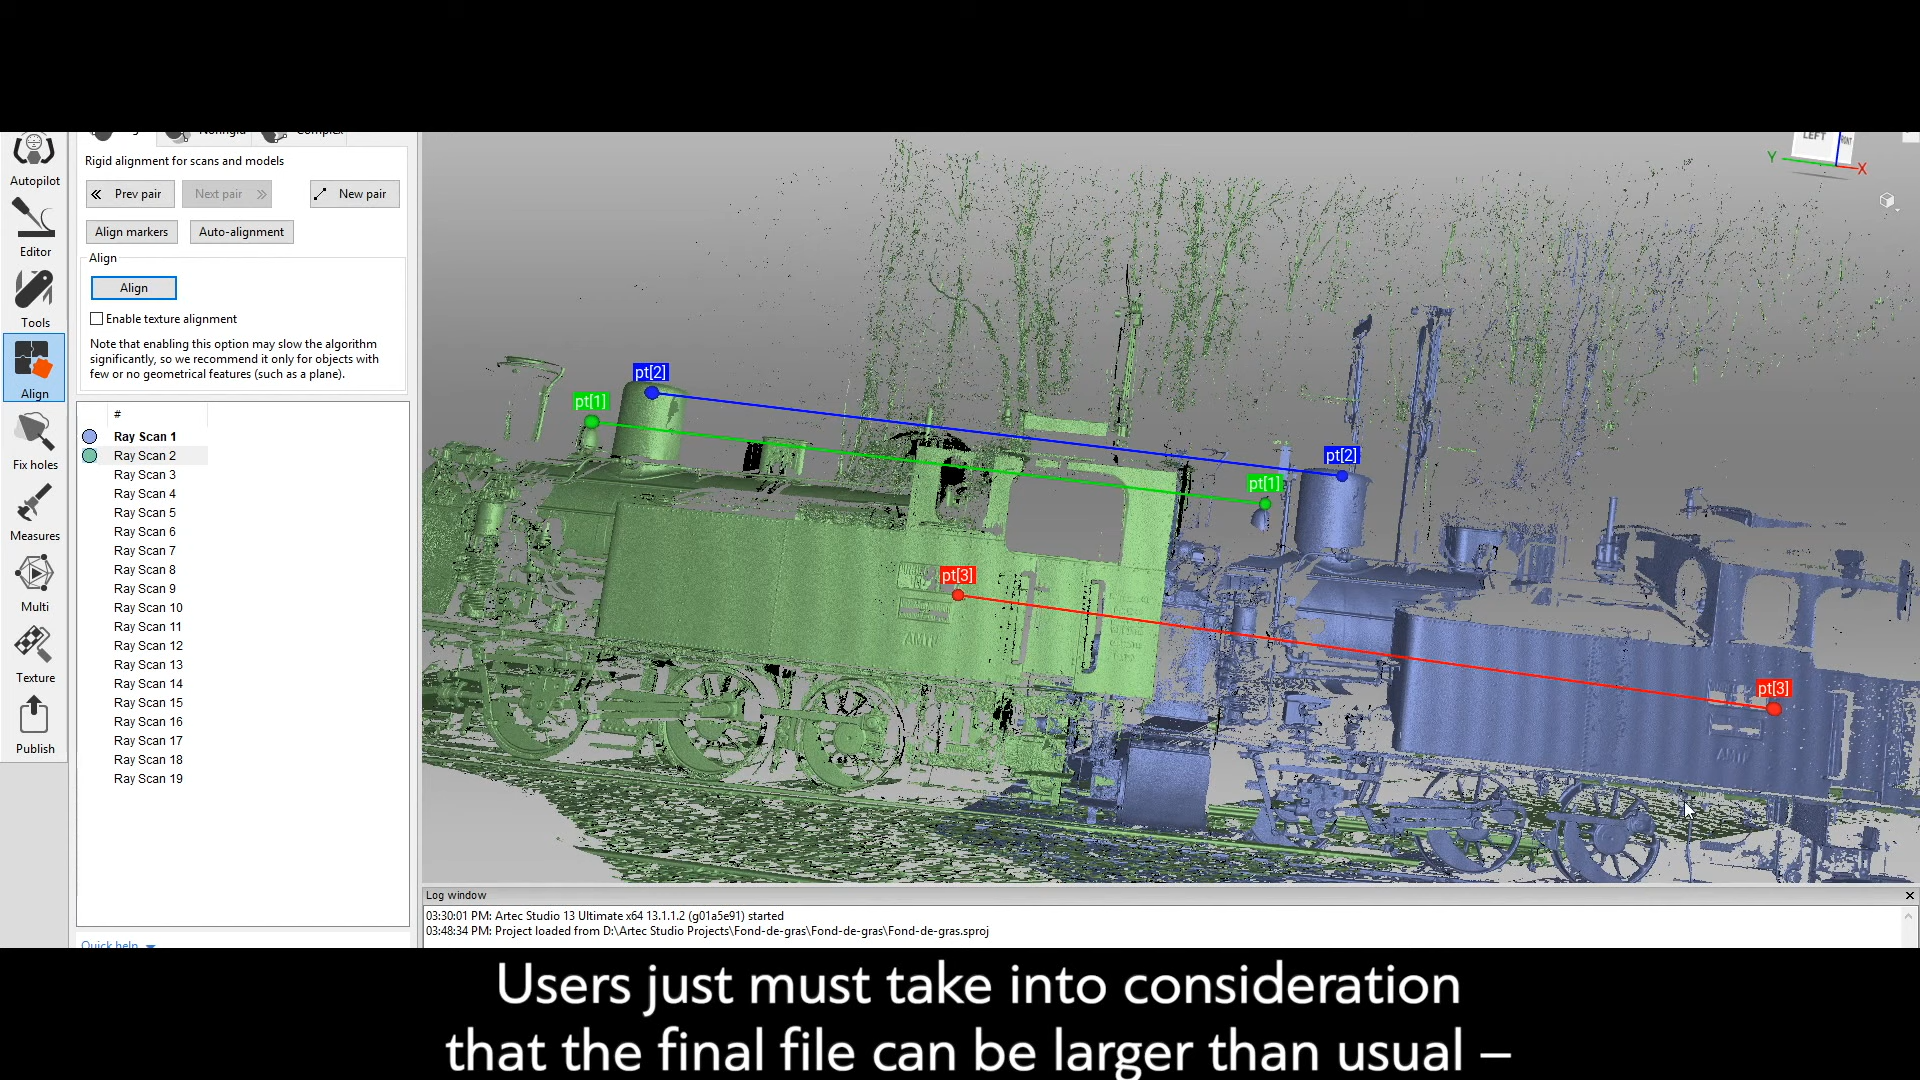 Autopilot
Editor
Tools
Align
Fix holes
Measures
Multi
Texture
Publish
Rigid alignment for scans and models
Prev pair
Next pair
New pair
Align markers
Auto-alignment
Align
Align
Enable texture alignment
Note that enabling this option may slow the algorithm
significantly, so we recommend it only for objects with
few or no geometrical features (such as a plane).
#
Ray Scan 1
Ray Scan 2
Ray Scan 3
Ray Scan 4
Ray Scan 5
Ray Scan 6
Ray Scan 7
Ray Scan 8
Ray Scan 9
Ray Scan 10
Ray Scan 11
Ray Scan 12
Ray Scan 13
Ray Scan 14
Ray Scan 15
Ray Scan 16
Ray Scan 17
Ray Scan 18
Ray Scan 19
Quick help
LEFT
Y
X
pt[2]
pt[1]
pt[2]
pt[1]
pt[3]
pt[3]
Log window
03:30:01 PM: Artec Studio 13 Ultimate x64 13.1.1.2 (g01a5e91) started
03:48:34 PM: Project loaded from D:\Artec Studio Projects\Fond-de-gras\Fond-de-gras\Fond-de-gras.sproj
Users just must take into consideration
that the final file can be larger than usual –